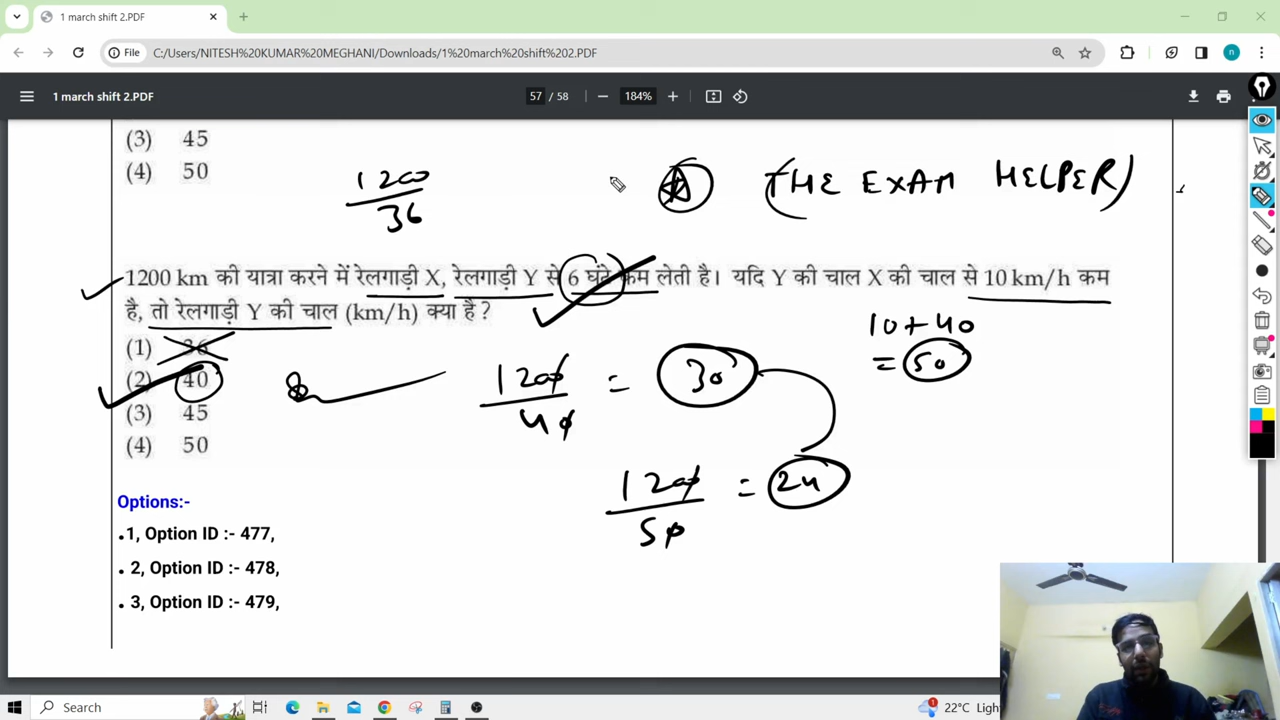 1 march shift 2.PDF
File C:/Users/NITESH%20KUMAR%20MEGHANI/Downloads/1%20march%20shift%202.PDF
n
1 march shift 2.PDF 57 / 58 184%
(3) 45
(4) 50
1200
36
(THE EXAM HELPER)
1200 km की यात्रा करने में रेलगाड़ी X, रेलगाड़ी Y से 6 घंटे कम लेती है। यदि Y की चाल X की चाल से 10 km/h कम
है, तो रेलगाड़ी Y की चाल (km/h) क्या है?
10+40
= 50
(1) 36
(2) 40
(3) 45
(4) 50
1200
40
= 30
1200
50
= 24
Options:-
.1, Option ID :- 477,
. 2, Option ID :- 478,
. 3, Option ID :- 479,
Search
1
22°C Light